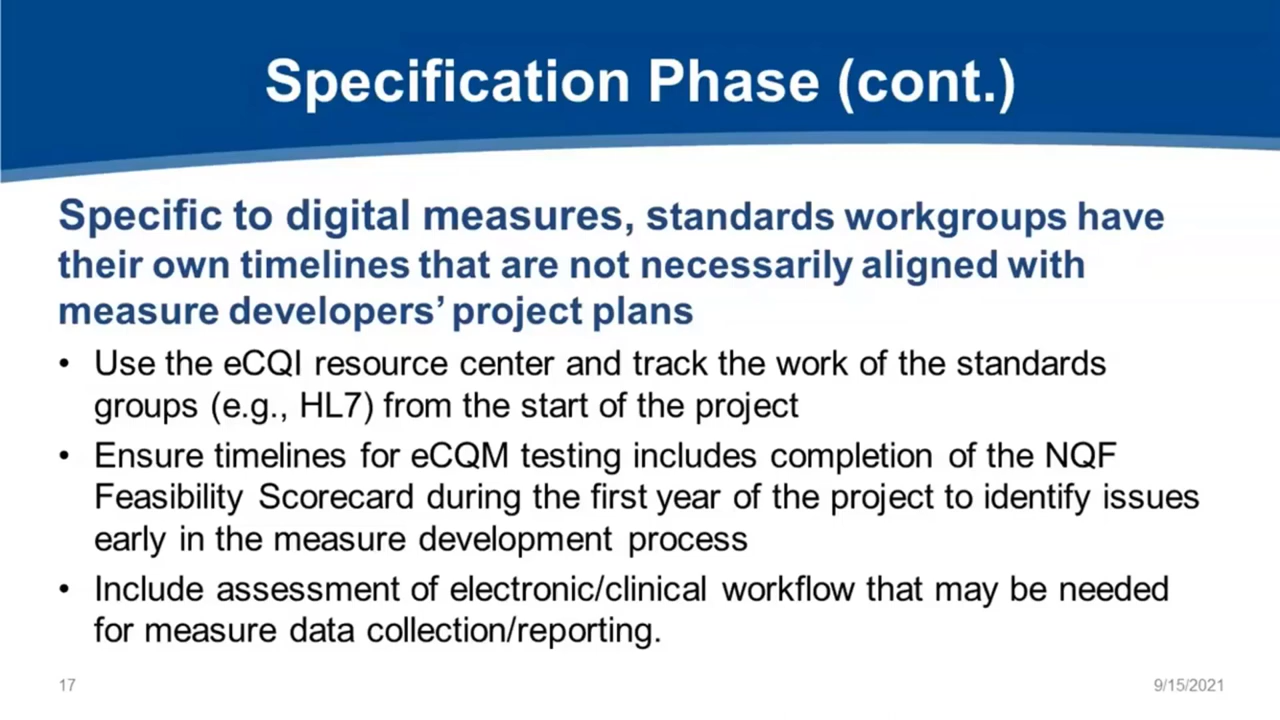 Specification Phase (cont.)
Specific to digital measures, standards workgroups have
their own timelines that are not necessarily aligned with
measure developers’ project plans
• Use the eCQI resource center and track the work of the standards
groups (e.g., HL7) from the start of the project
• Ensure timelines for eCQM testing includes completion of the NQF
Feasibility Scorecard during the first year of the project to identify issues
early in the measure development process
• Include assessment of electronic/clinical workflow that may be needed
for measure data collection/reporting.
17
9/15/2021